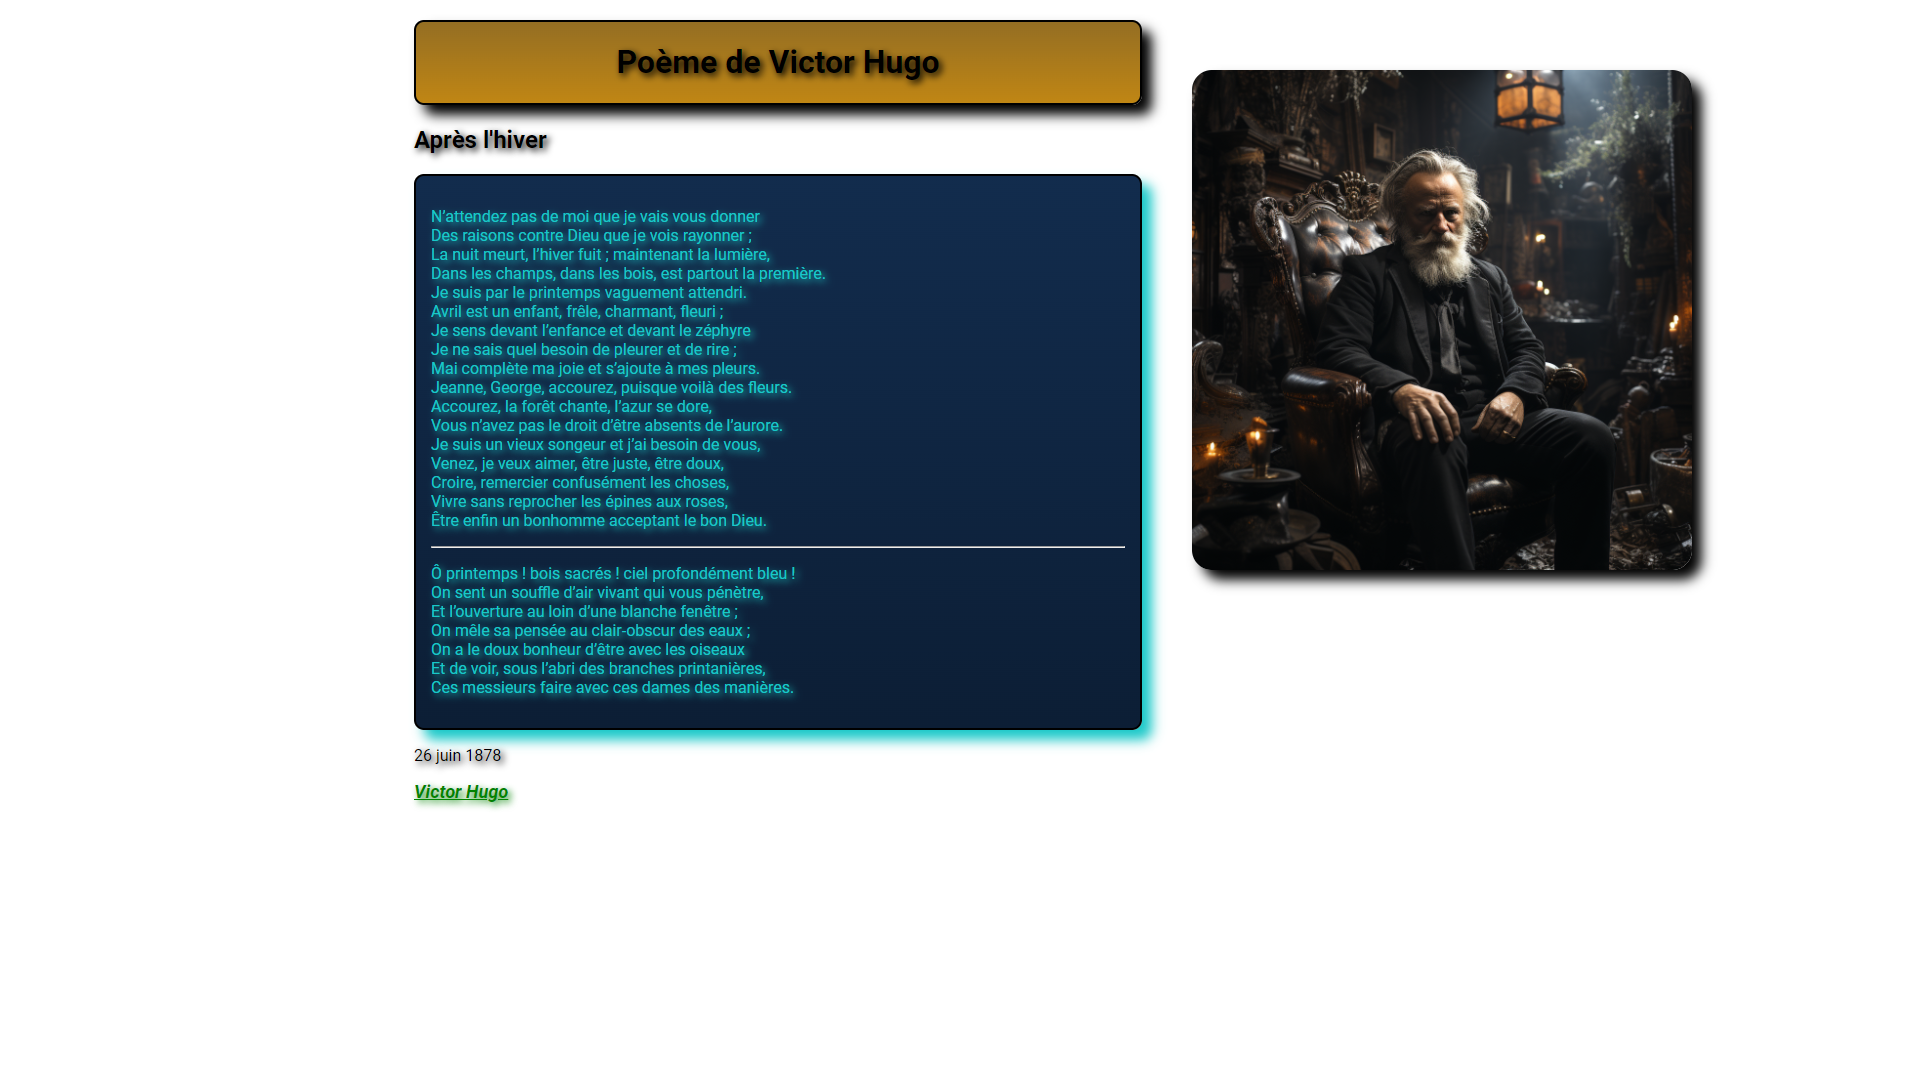 Poème de Victor Hugo
Après l'hiver
N’attendez pas de moi que je vais vous donner
Des raisons contre Dieu que je vois rayonner ;
La nuit meurt, l’hiver fuit ; maintenant la lumière,
Dans les champs, dans les bois, est partout la première.
Je suis par le printemps vaguement attendri.
Avril est un enfant, frêle, charmant, fleuri ;
Je sens devant l’enfance et devant le zéphyre
Je ne sais quel besoin de pleurer et de rire ;
Mai complète ma joie et s’ajoute à mes pleurs.
Jeanne, George, accourez, puisque voilà des fleurs.
Accourez, la forêt chante, l’azur se dore,
Vous n’avez pas le droit d’être absents de l’aurore.
Je suis un vieux songeur et j’ai besoin de vous,
Venez, je veux aimer, être juste, être doux,
Croire, remercier confusément les choses,
Vivre sans reprocher les épines aux roses,
Être enfin un bonhomme acceptant le bon Dieu.
Ô printemps ! bois sacrés ! ciel profondément bleu !
On sent un souffle d’air vivant qui vous pénètre,
Et l’ouverture au loin d’une blanche fenêtre ;
On mêle sa pensée au clair-obscur des eaux ;
On a le doux bonheur d’être avec les oiseaux
Et de voir, sous l’abri des branches printanières,
Ces messieurs faire avec ces dames des manières.
26 juin 1878
Victor Hugo